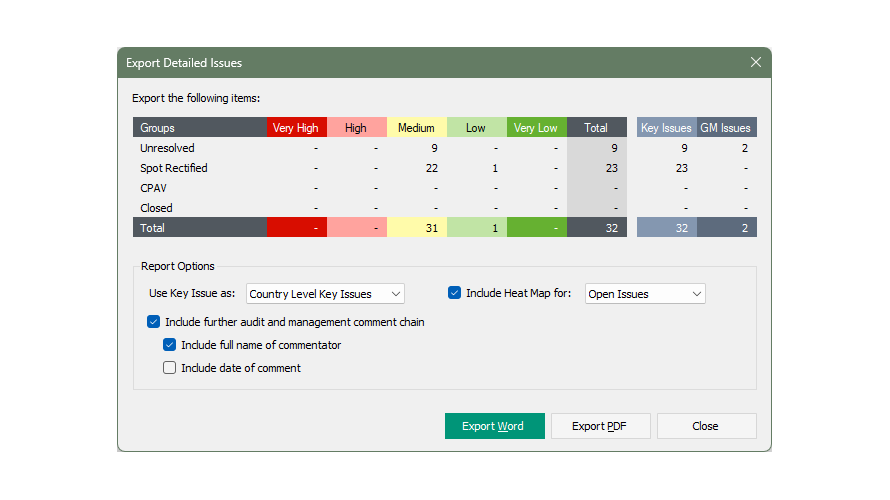 Export Detailed Issues
Export the following items:
Groups Very High High Medium Low Very Low Total Key Issues GM Issues
Unresolved - - 9 - - 9 9 2
Spot Rectified - - 22 1 - 23 23 -
CPAV - - - - - - - -
Closed - - - - - - - -
Total - - 31 1 - 32 32 2
Report Options
Use Key Issue as: Country Level Key Issues Include Heat Map for: Open Issues
Include further audit and management comment chain
Include full name of commentator
Include date of comment
Export Word Export PDF Close